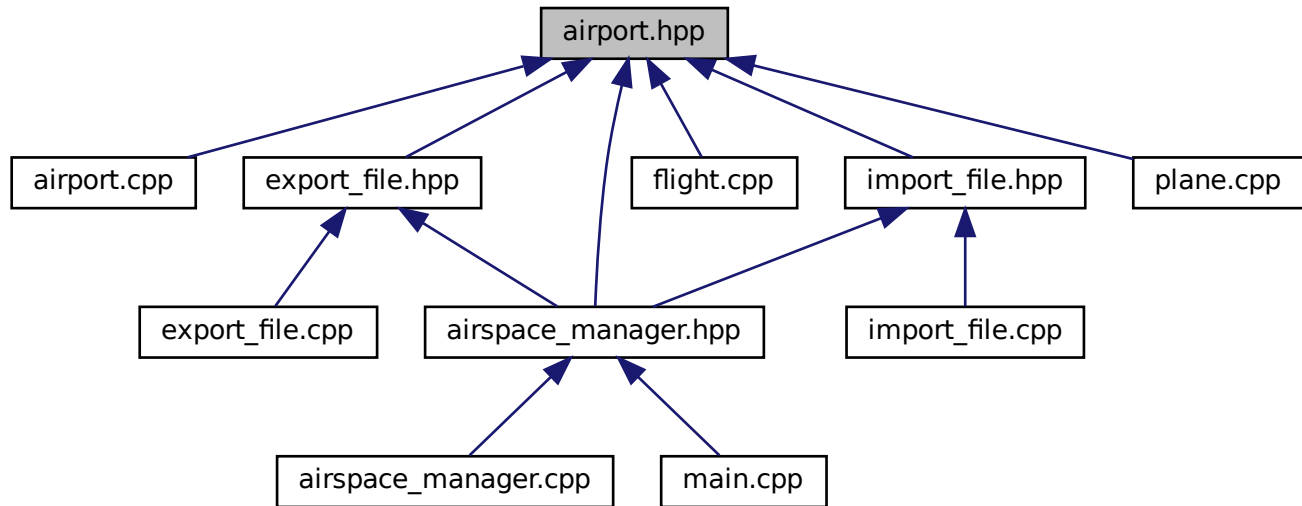 airport.hpp
airport.cpp
export_file.hpp
flight.cpp
import_file.hpp
plane.cpp
export_file.cpp
airspace_manager.hpp
import_file.cpp
airspace_manager.cpp
main.cpp